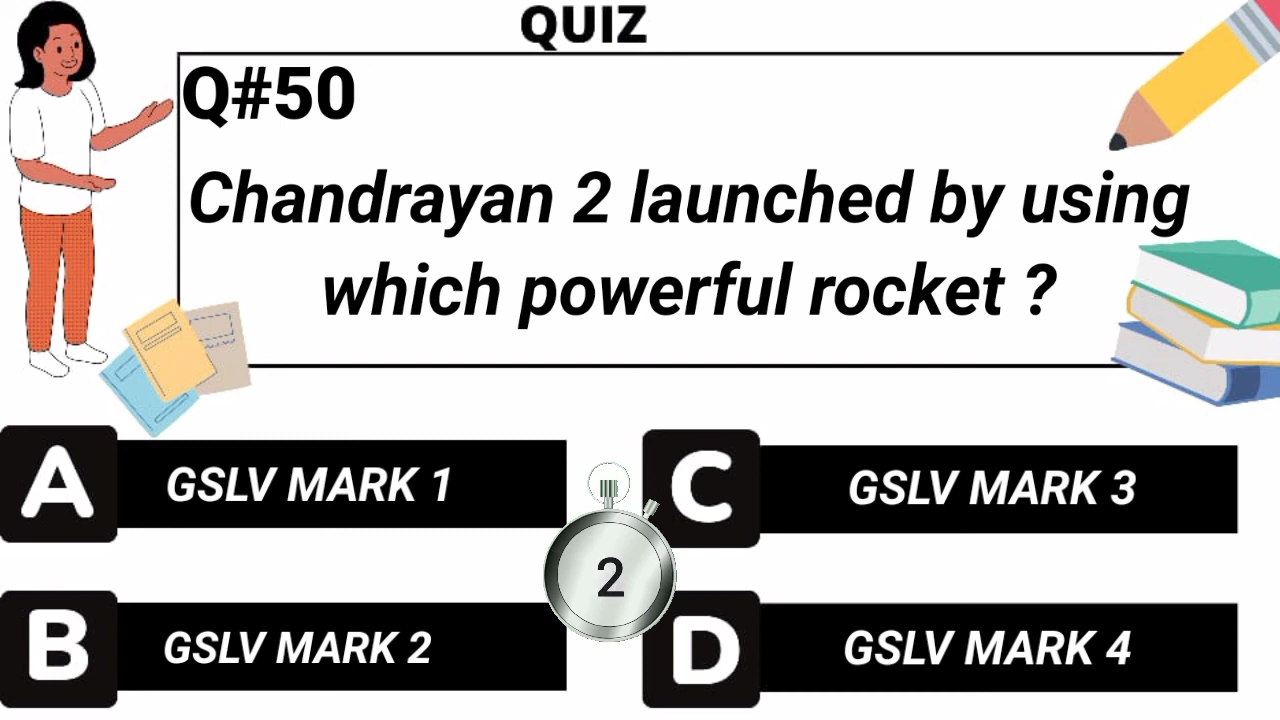 QUIZ
Q#50
Chandrayan 2 launched by using
which powerful rocket ?
A
GSLV MARK 1
C
GSLV MARK 3
2
B
GSLV MARK 2
D
GSLV MARK 4